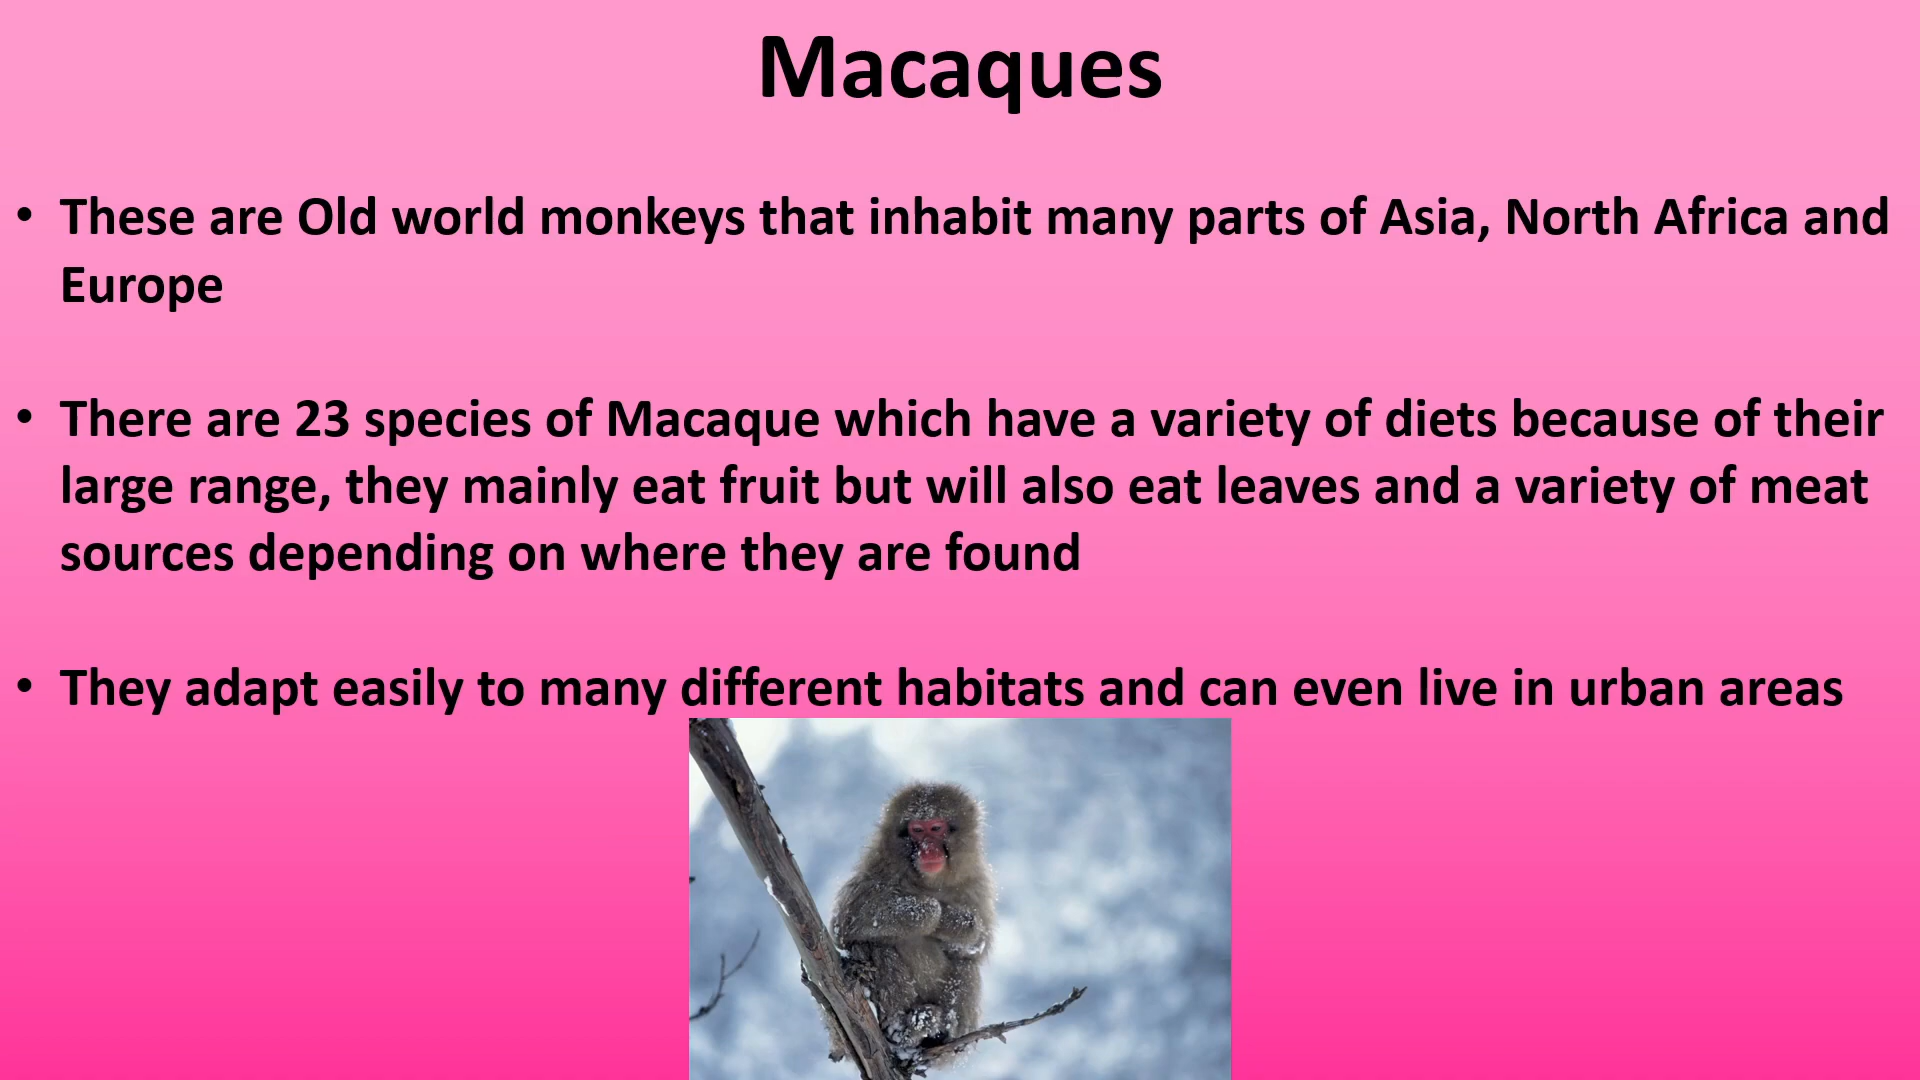 Macaques
• These are Old world monkeys that inhabit many parts of Asia, North Africa and
Europe
• There are 23 species of Macaque which have a variety of diets because of their
large range, they mainly eat fruit but will also eat leaves and a variety of meat
sources depending on where they are found
• They adapt easily to many different habitats and can even live in urban areas